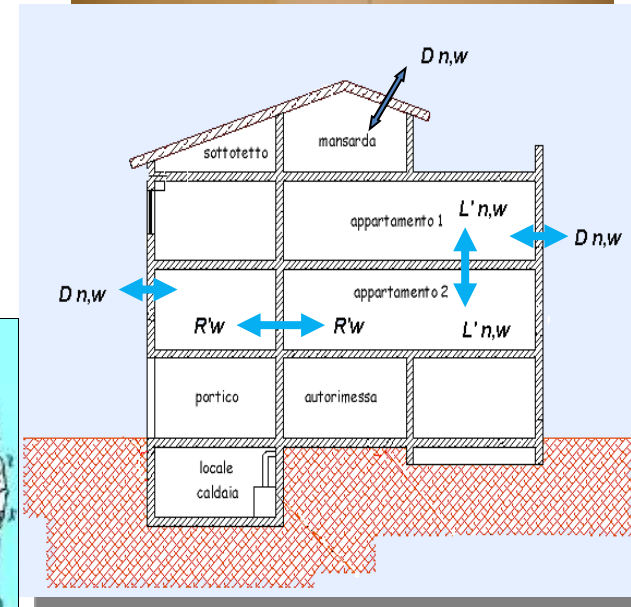 D n,w
mansarda
sottotetto
L' n,w
appartamento 1
D n,w
appartamento 2
D n,w
R'w R'w L' n,w
portico autorimessa
locale
caldaia